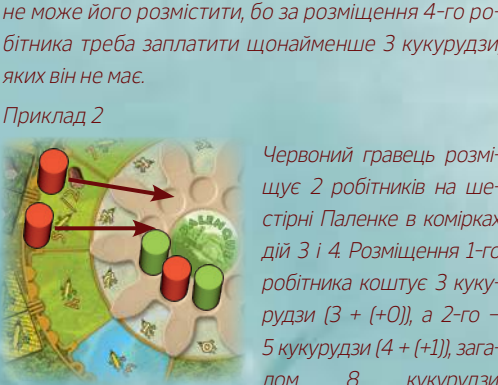 не може його розмістити, бо за розміщення 4-го ро-
бітника треба заплатити щонайменше 3 кукурудзи
яких він не має.
Приклад 2
Червоний гравець розмі-
щує 2 робітників на ше-
стірні Паленке в комірках
дій 3 і 4. Розміщення 1-го
робітника коштує 3 куку-
рудзи (3 + (+0)), а 2-го –
5 кукурудзи (4 + (+1)), зага-
лом 8 кукурудзи
PALENQUE